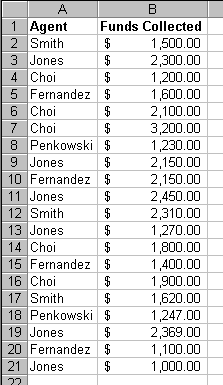 A B
1 Agent Funds Collected
2 Smith $ 1,500.00
3 Jones $ 2,300.00
4 Choi $ 1,200.00
5 Fernandez $ 1,600.00
6 Choi $ 2,100.00
7 Choi $ 3,200.00
8 Penkowski $ 1,230.00
9 Jones $ 2,150.00
10 Fernandez $ 2,150.00
11 Jones $ 2,450.00
12 Smith $ 2,310.00
13 Jones $ 1,270.00
14 Choi $ 1,800.00
15 Fernandez $ 1,400.00
16 Choi $ 1,900.00
17 Smith $ 1,620.00
18 Penkowski $ 1,247.00
19 Jones $ 2,369.00
20 Fernandez $ 1,100.00
21 Jones $ 1,000.00